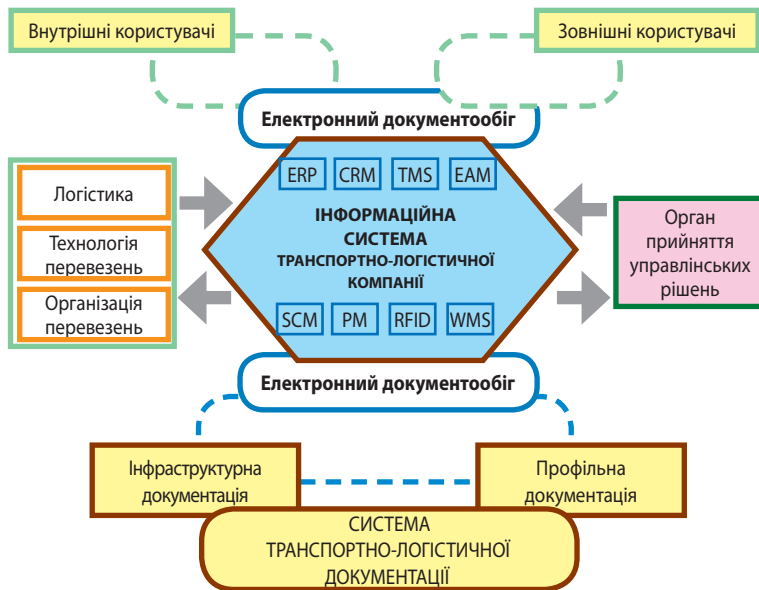 Внутрішні користувачі
Зовнішні користувачі
Електронний документообіг
ERP CRM TMS EAM
ІНФОРМАЦІЙНА
СИСТЕМА
ТРАНСПОРТНО-ЛОГІСТИЧНОЇ
КОМПАНІЇ
SCM PM RFID WMS
Логістика
Технологія
перевезень
Організація
перевезень
Орган
прийняття
управлінських
рішень
Електронний документообіг
Інфраструктурна
документація
Профільна
документація
СИСТЕМА
ТРАНСПОРТНО-ЛОГІСТИЧНОЇ
ДОКУМЕНТАЦІЇ